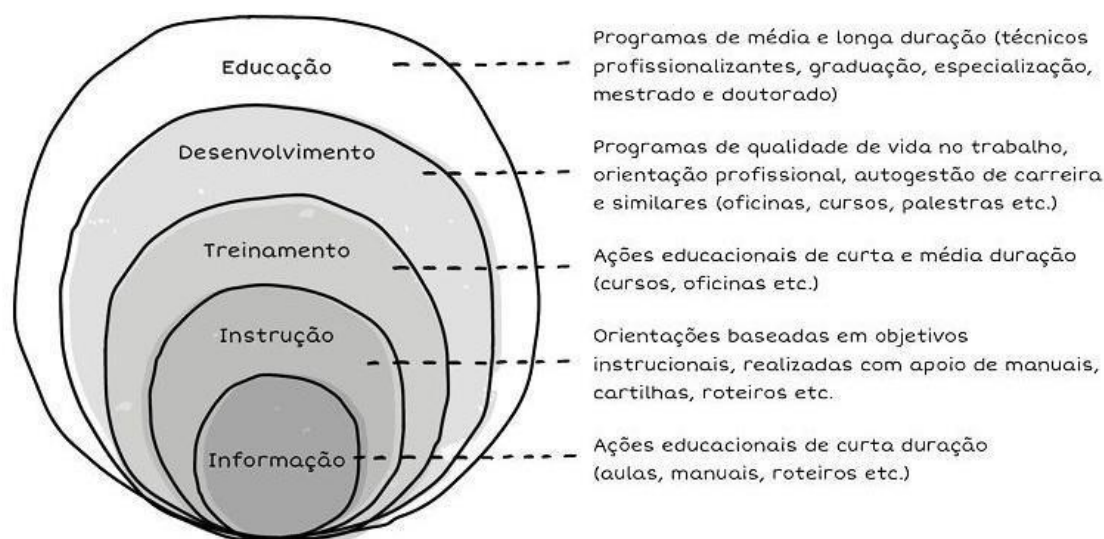 Educação
Programas de média e longa duração (técnicos
profissionalizantes, graduação, especialização,
mestrado e doutorado)
Desenvolvimento
Programas de qualidade de vida no trabalho,
orientação profissional, autogestão de carreira
e similares (oficinas, cursos, palestras etc.)
Treinamento
Ações educacionais de curta e média duração
(cursos, oficinas etc.)
Instrução
Orientações baseadas em objetivos
instrucionais, realizadas com apoio de manuais,
cartilhas, roteiros etc.
Informação
Ações educacionais de curta duração
(aulas, manuais, roteiros etc.)